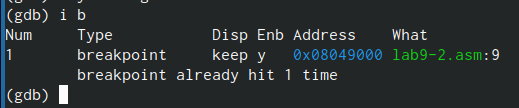 (gdb) i b
Num     Type           Disp Enb Address    What
1       breakpoint     keep y   0x08049000 lab9-2.asm:9
        breakpoint already hit 1 time
(gdb)